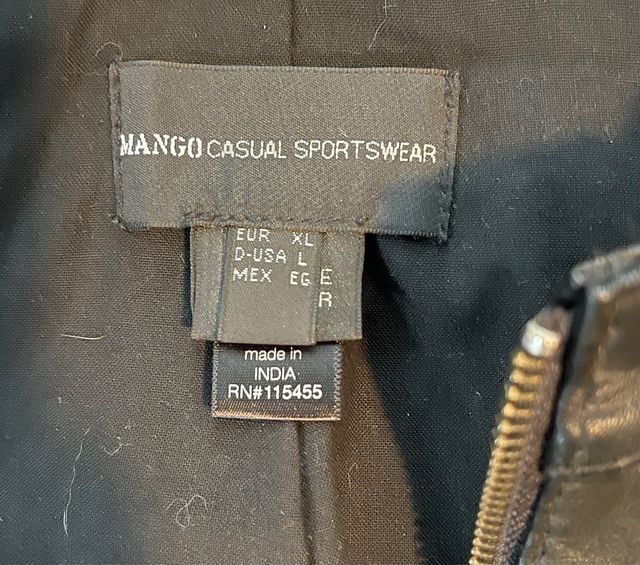 MANGO CASUAL SPORTSWEAR
EUR XL
D-USA L
MEX EG
E
R
made in
INDIA
RN#115455